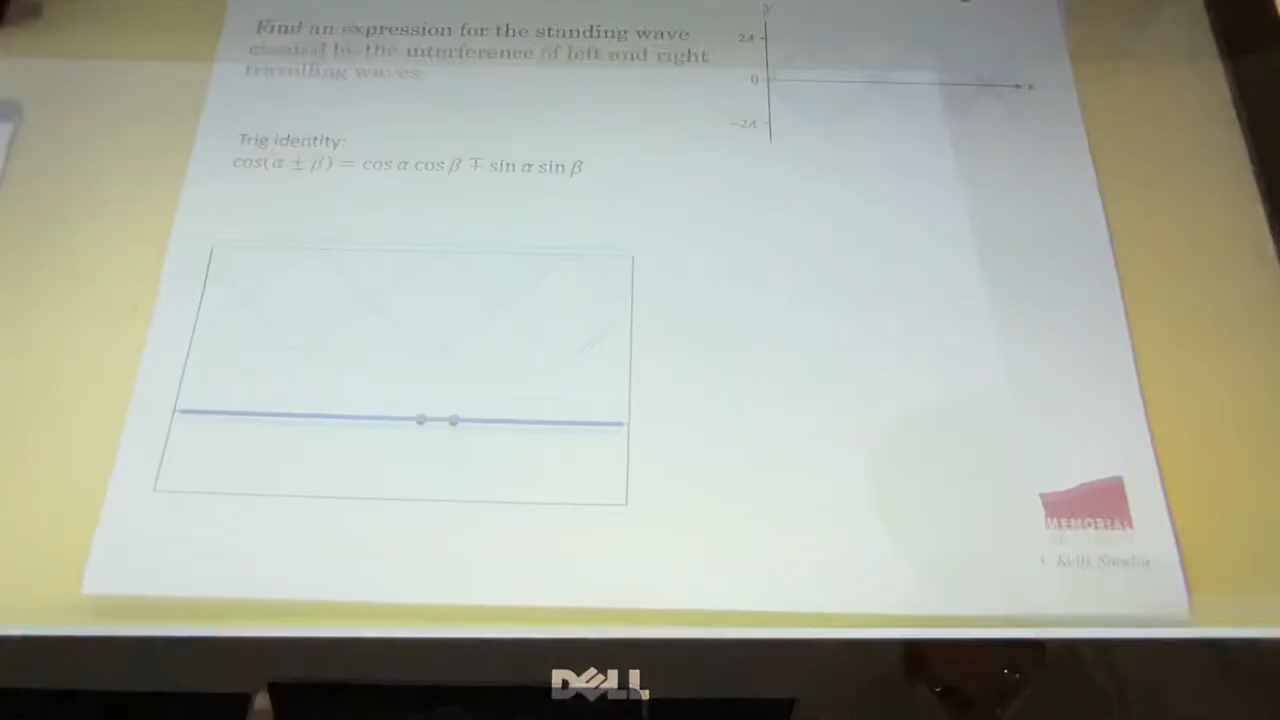 Find an expression for the standing wave
caused by the interference of left and right
travelling waves
y
2A
0
x
−2A
Trig identity:
cos(α ± β) = cos α cos β ∓ sin α sin β
MEMORIAL
DELL